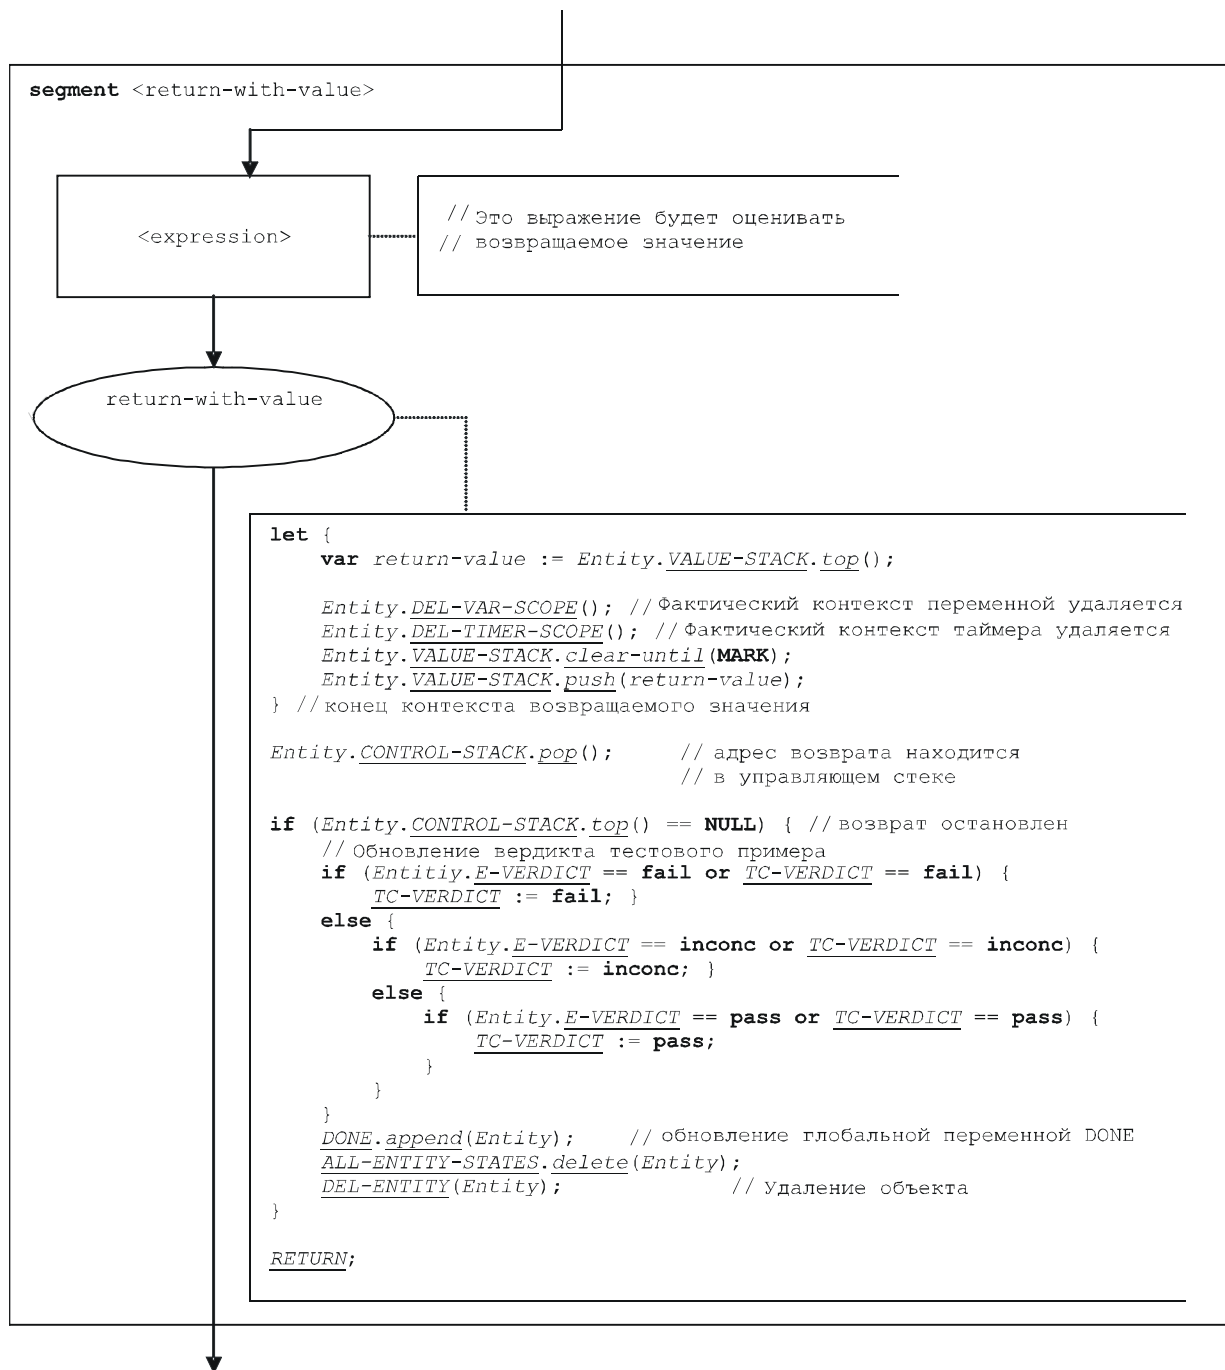 segment <return-with-value>
<expression>
// Это выражение будет оценивать
// возвращаемое значение
return-with-value
let {
var return-value := Entity.VALUE-STACK.top();
Entity.DEL-VAR-SCOPE(); // Фактический контекст переменной удаляется
Entity.DEL-TIMER-SCOPE(); // Фактический контекст таймера удаляется
Entity.VALUE-STACK.clear-until(MARK);
Entity.VALUE-STACK.push(return-value);
} // конец контекста возвращаемого значения
Entity.CONTROL-STACK.pop(); // адрес возврата находится
// в управляющем стеке
if (Entity.CONTROL-STACK.top() == NULL) { // возврат остановлен
// Обновление вердикта тестового примера
if (Entitiy.E-VERDICT == fail or TC-VERDICT == fail) {
TC-VERDICT := fail; }
else {
if (Entity.E-VERDICT == inconc or TC-VERDICT == inconc) {
TC-VERDICT := inconc; }
else {
if (Entity.E-VERDICT == pass or TC-VERDICT == pass) {
TC-VERDICT := pass;
}
}
}
DONE.append(Entity); // обновление глобальной переменной DONE
ALL-ENTITY-STATES.delete(Entity);
DEL-ENTITY(Entity); // Удаление объекта
}
RETURN;